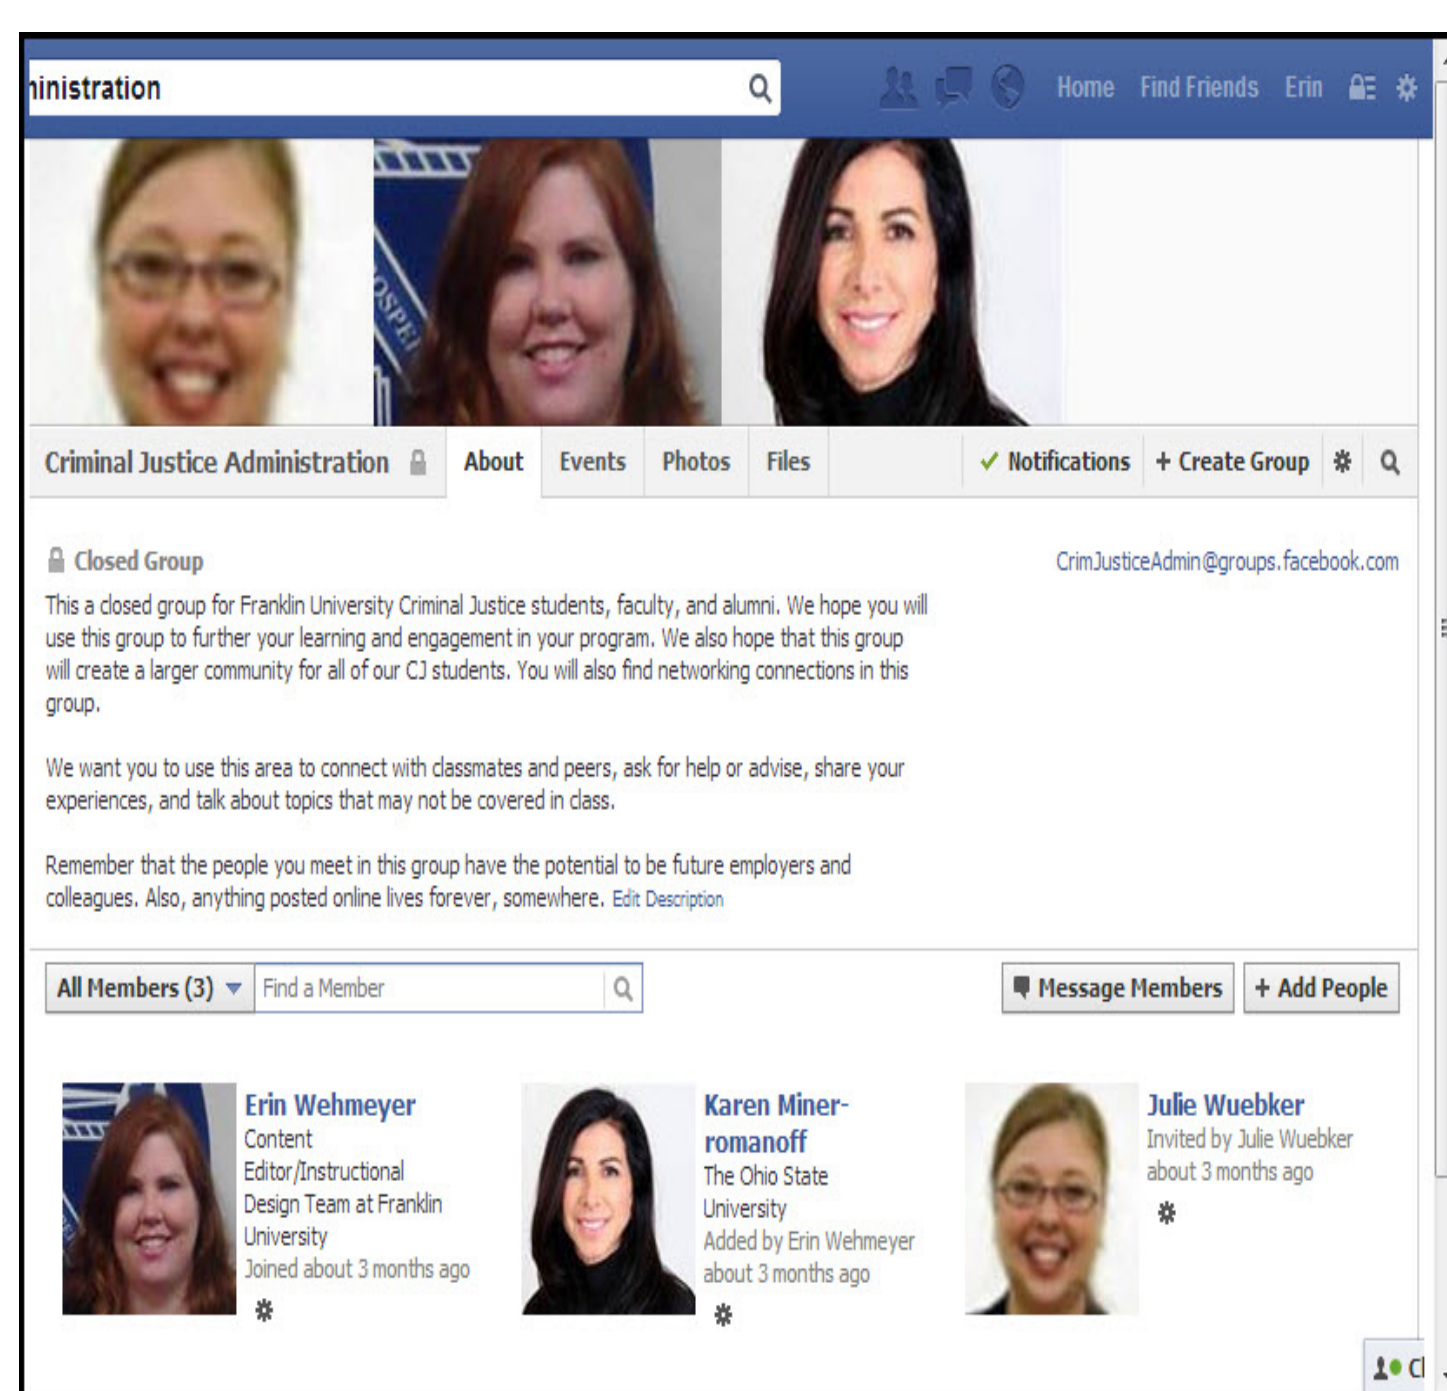 ninistration
Home Find Friends Erin
OSPE
Criminal Justice Administration About Events Photos Files Notifications + Create Group
Closed Group
CrimJusticeAdmin@groups.facebook.com
This a closed group for Franklin University Criminal Justice students, faculty, and alumni. We hope you will
use this group to further your learning and engagement in your program. We also hope that this group
will create a larger community for all of our CJ students. You will also find networking connections in this
group.
We want you to use this area to connect with classmates and peers, ask for help or advise, share your
experiences, and talk about topics that may not be covered in class.
Remember that the people you meet in this group have the potential to be future employers and
colleagues. Also, anything posted online lives forever, somewhere. Edit Description
All Members (3) Find a Member Message Members + Add People
Erin Wehmeyer
Content
Editor/Instructional
Design Team at Franklin
University
Joined about 3 months ago
Karen Miner-
romanoff
The Ohio State
University
Added by Erin Wehmeyer
about 3 months ago
Julie Wuebker
Invited by Julie Wuebker
about 3 months ago